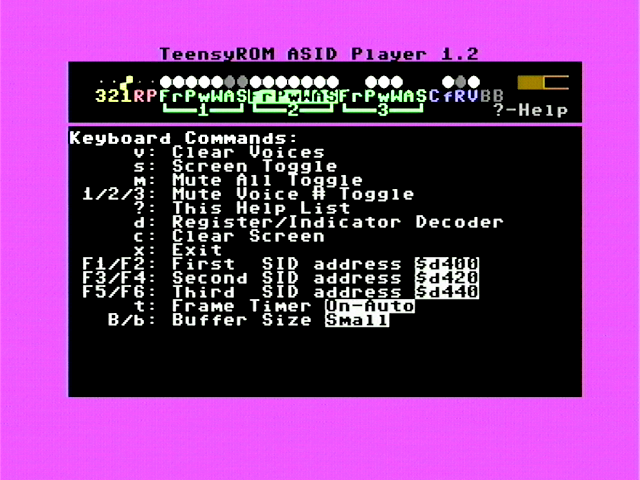 TeensyROM ASID Player 1.2
321RPFrPwWASFrPwWASFrPwWASCfRVBB
1 2 3 ?-Help
Keyboard Commands:
v: Clear Voices
s: Screen Toggle
m: Mute All Toggle
1/2/3: Mute Voice # Toggle
?: This Help List
d: Register/Indicator Decoder
c: Clear Screen
x: Exit
F1/F2: First SID address $d400
F3/F4: Second SID address $d420
F5/F6: Third SID address $d440
t: Frame Timer On-Auto
B/b: Buffer Size Small